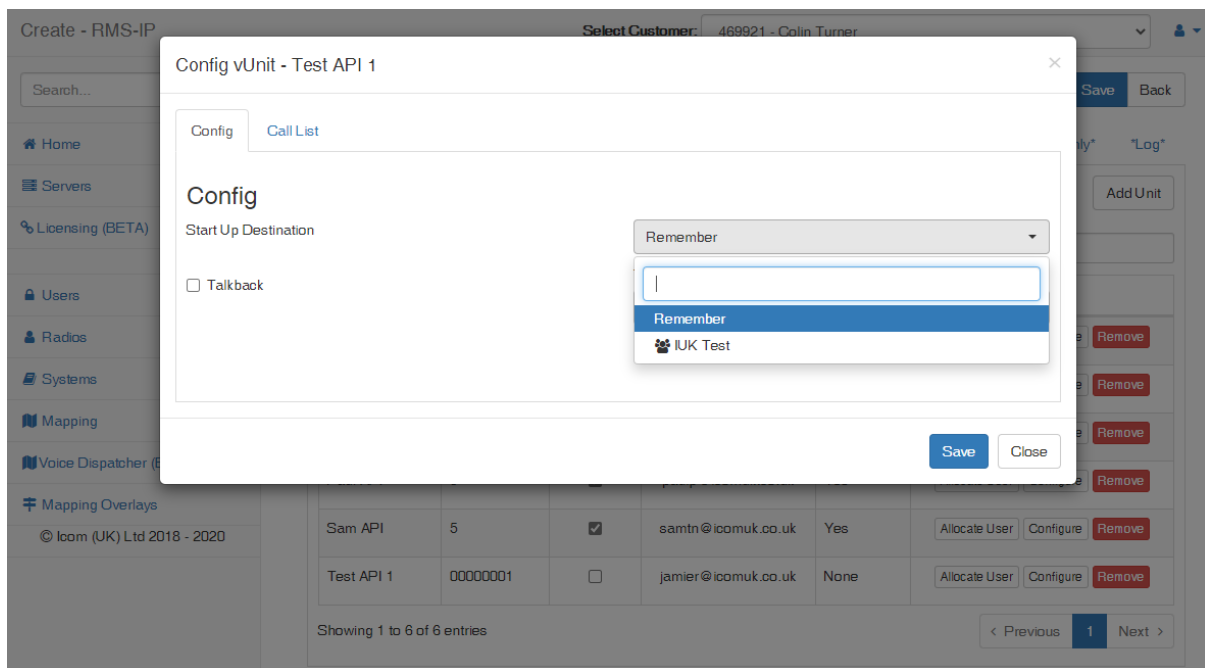 Create - RMS-IP
Select Customer: 469921 - Colin Turner
Config vUnit - Test API 1 ×
Search...
Save Back
Config Call List
*Log*
Home
Servers
Config
Add Unit
Licensing (BETA)
Start Up Destination
Remember
Talkback
Users
Remember
Radios
Remove
IUK Test
Systems
Remove
Mapping
Remove
Voice Dispatcher
Save Close
Remove
Mapping Overlays
© Icom (UK) Ltd 2018 - 2020
Sam API 5 samtn@icomuk.co.uk Yes Allocate User Configure Remove
Test API 1 00000001 jamier@icomuk.co.uk None Allocate User Configure Remove
Showing 1 to 6 of 6 entries
< Previous 1 Next >